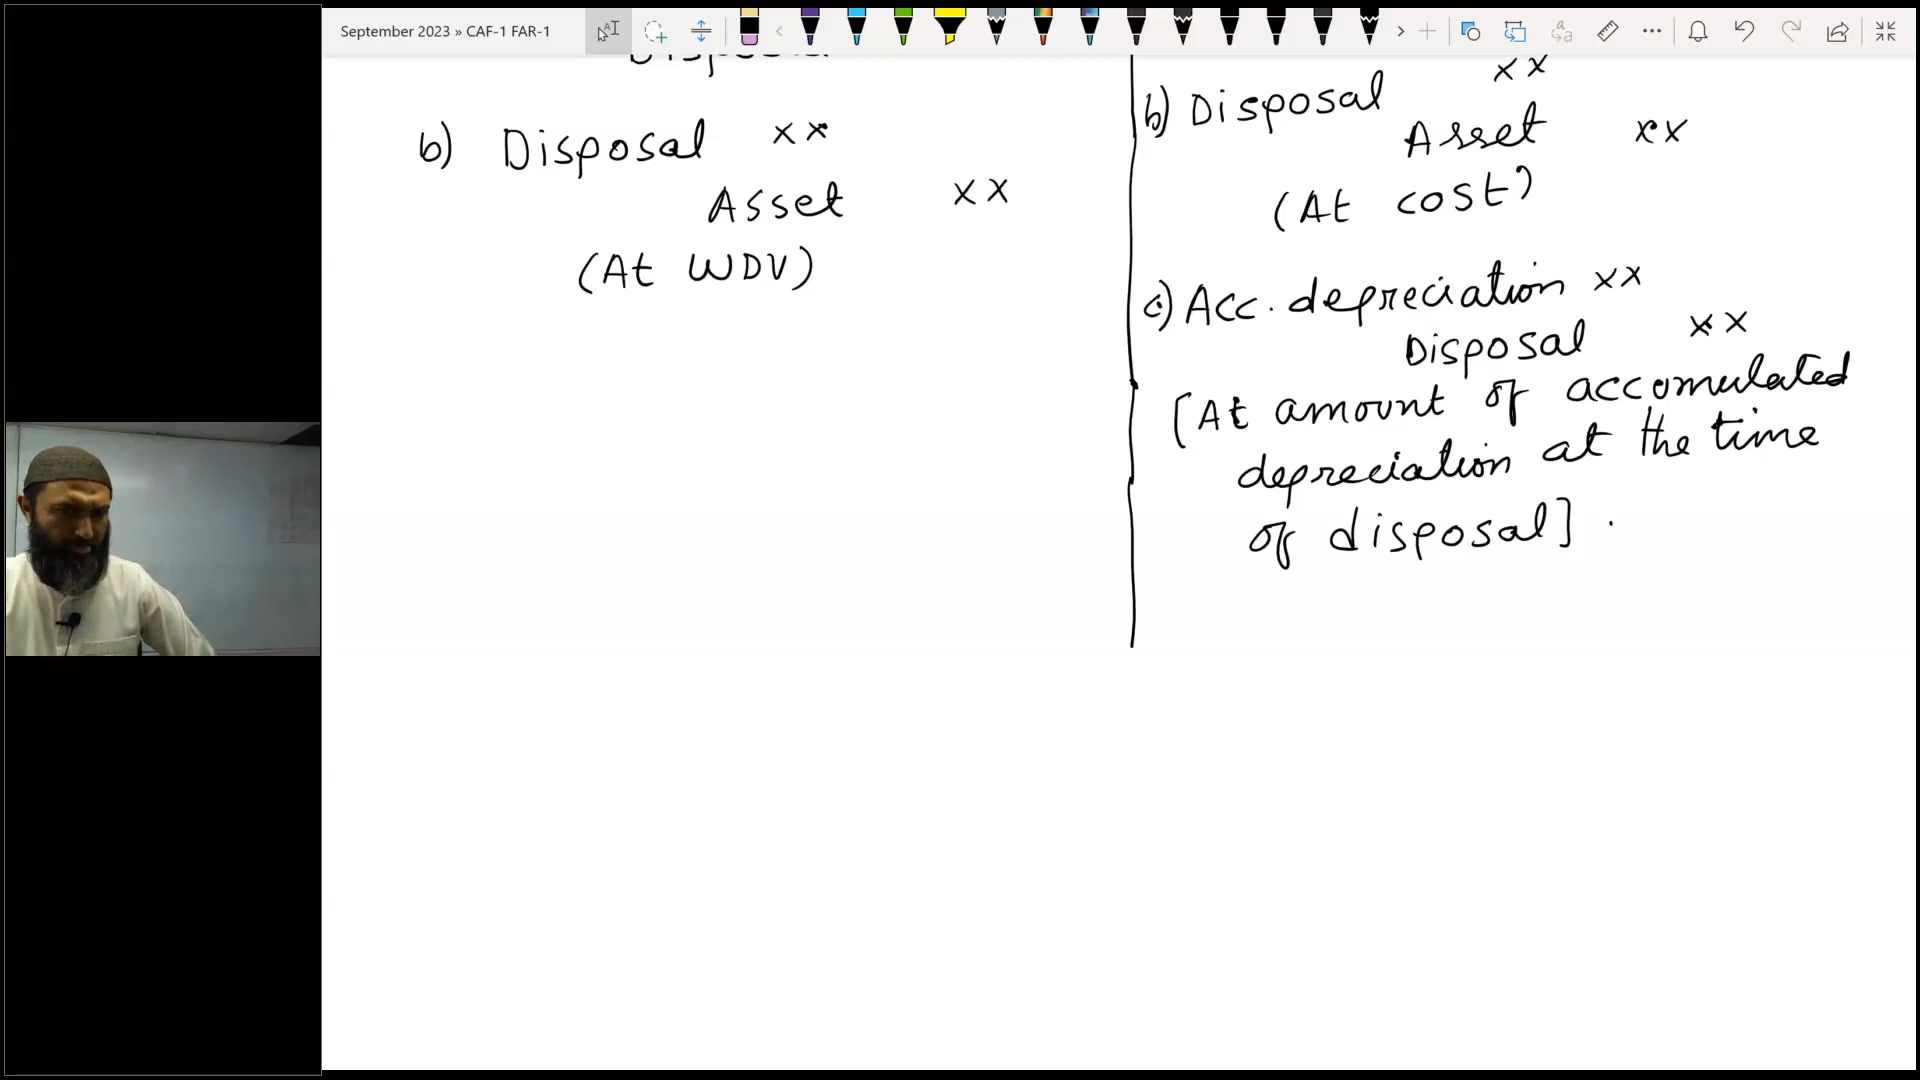 September 2023 » CAF-1 FAR-1
b) Disposal xx
Asset xx
(At WDV)
xx
b) Disposal
Asset xx
(At cost)
c) Acc. depreciation xx
Disposal xx
[At amount of accomulated
depreciation at the time
of disposal] .